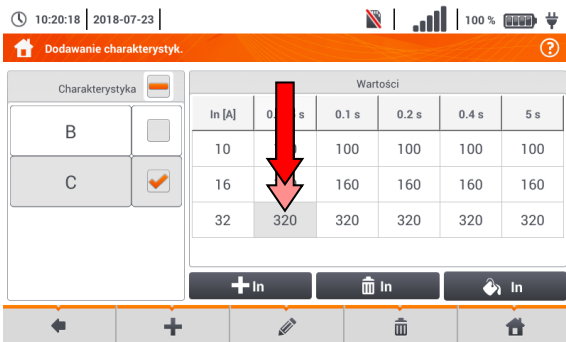 10:20:18 2018-07-23 100 %
Dodawanie charakterystyk. ?
Charakterystyka Wartości
In [A] 0.1 s 0.2 s 0.4 s 5 s
B
10 100 100 100 100
C
16 160 160 160 160
32 320 320 320 320 320
In In In